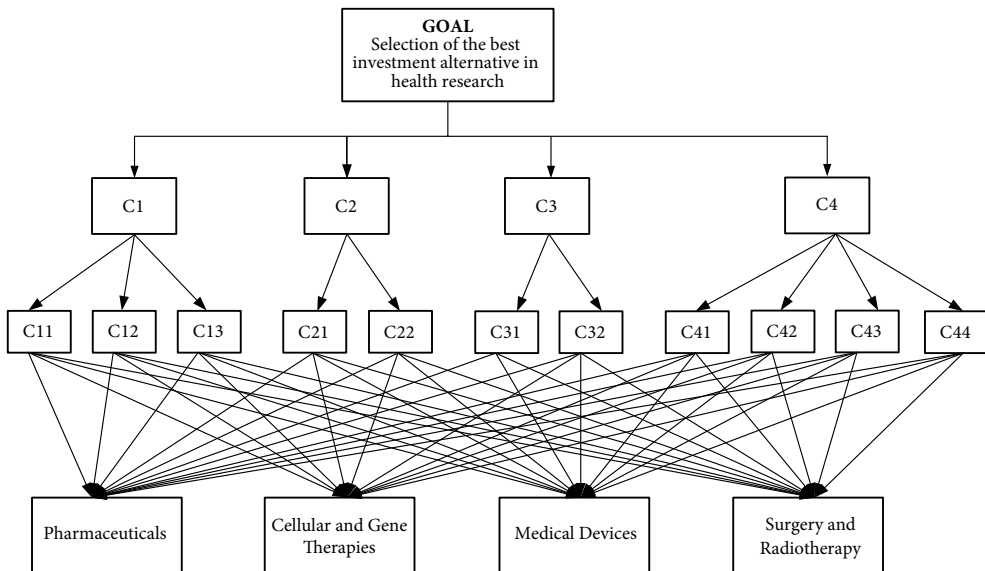 GOAL
Selection of the best
investment alternative in
health research
C1
C2
C3
C4
C11
C12
C13
C21
C22
C31
C32
C41
C42
C43
C44
Pharmaceuticals
Cellular and Gene
Therapies
Medical Devices
Surgery and
Radiotherapy